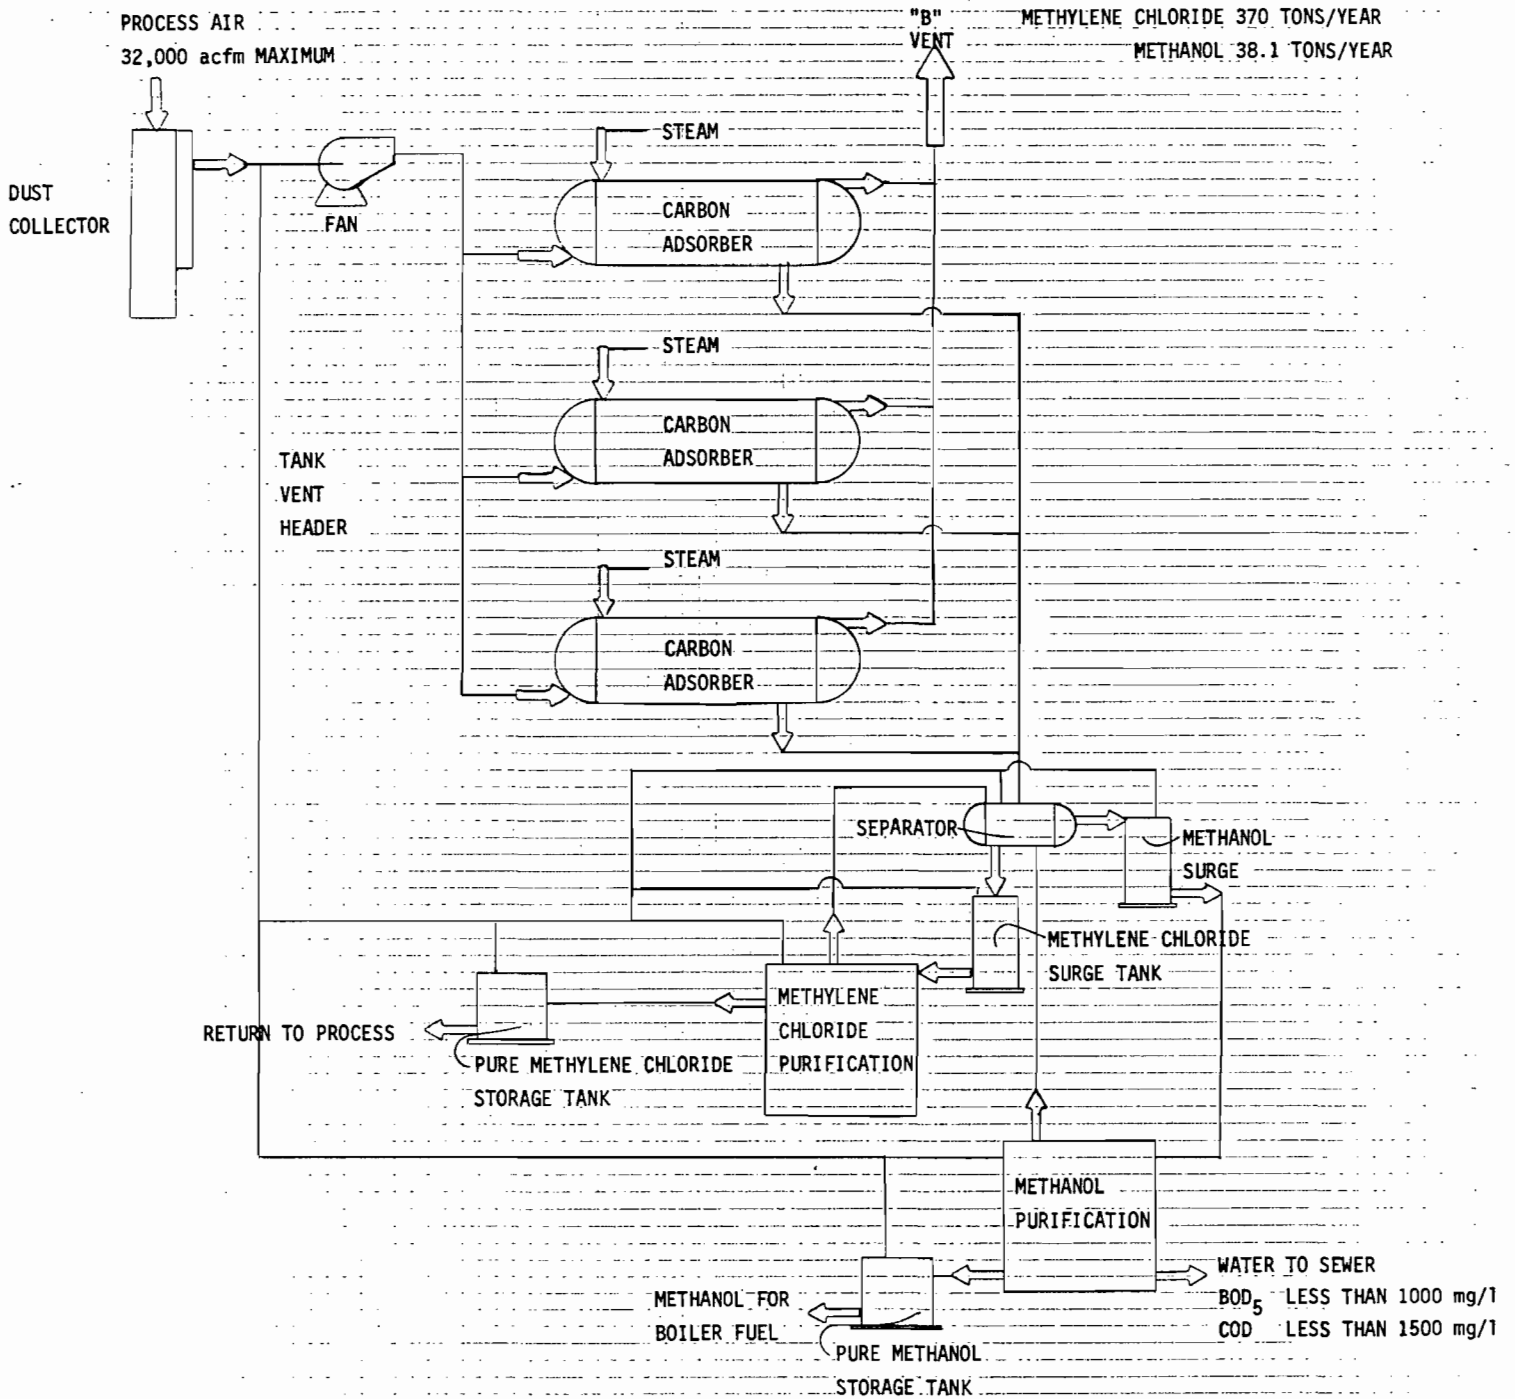 PROCESS AIR
32,000 acfm MAXIMUM
"B"
VENT
METHYLENE CHLORIDE 370 TONS/YEAR
METHANOL 38.1 TONS/YEAR
DUST
COLLECTOR
FAN
STEAM
CARBON
ADSORBER
STEAM
CARBON
ADSORBER
TANK
VENT
HEADER
STEAM
CARBON
ADSORBER
SEPARATOR
METHANOL
SURGE
METHYLENE CHLORIDE
SURGE TANK
METHYLENE
CHLORIDE
PURIFICATION
RETURN TO PROCESS
PURE METHYLENE CHLORIDE
STORAGE TANK
METHANOL
PURIFICATION
WATER TO SEWER
BOD5 LESS THAN 1000 mg/l
COD LESS THAN 1500 mg/l
METHANOL FOR
BOILER FUEL
PURE METHANOL
STORAGE TANK